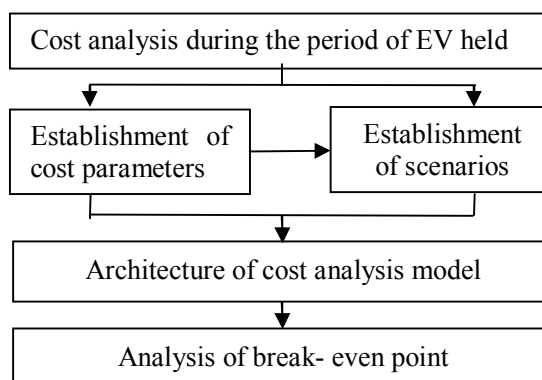 Cost analysis during the period of EV held
Establishment of
cost parameters
Establishment
of scenarios
Architecture of cost analysis model
Analysis of break- even point